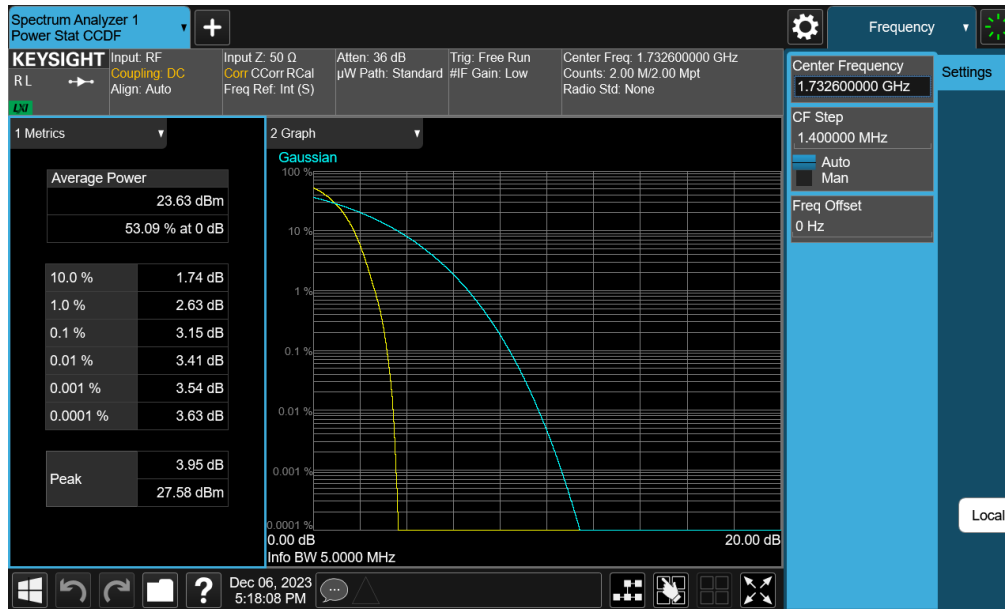 Spectrum Analyzer 1
Power Stat CCDF
Frequency
KEYSIGHT
R L
LXI
Input: RF
Coupling: DC
Align: Auto
Input Z: 50 Ω
Corr CCorr RCal
Freq Ref: Int (S)
Atten: 36 dB
µW Path: Standard
Trig: Free Run
#IF Gain: Low
Center Freq: 1.732600000 GHz
Counts: 2.00 M/2.00 Mpt
Radio Std: None
Center Frequency
1.732600000 GHz
Settings
CF Step
1.400000 MHz
Auto
Man
Freq Offset
0 Hz
Local
1 Metrics
Average Power
23.63 dBm
53.09 % at 0 dB
10.0 % 1.74 dB
1.0 % 2.63 dB
0.1 % 3.15 dB
0.01 % 3.41 dB
0.001 % 3.54 dB
0.0001 % 3.63 dB
Peak
3.95 dB
27.58 dBm
2 Graph
Gaussian
100 %
10 %
1 %
0.1 %
0.01 %
0.001 %
0.0001 %
0.00 dB 20.00 dB
Info BW 5.0000 MHz
?
Dec 06, 2023
5:18:08 PM